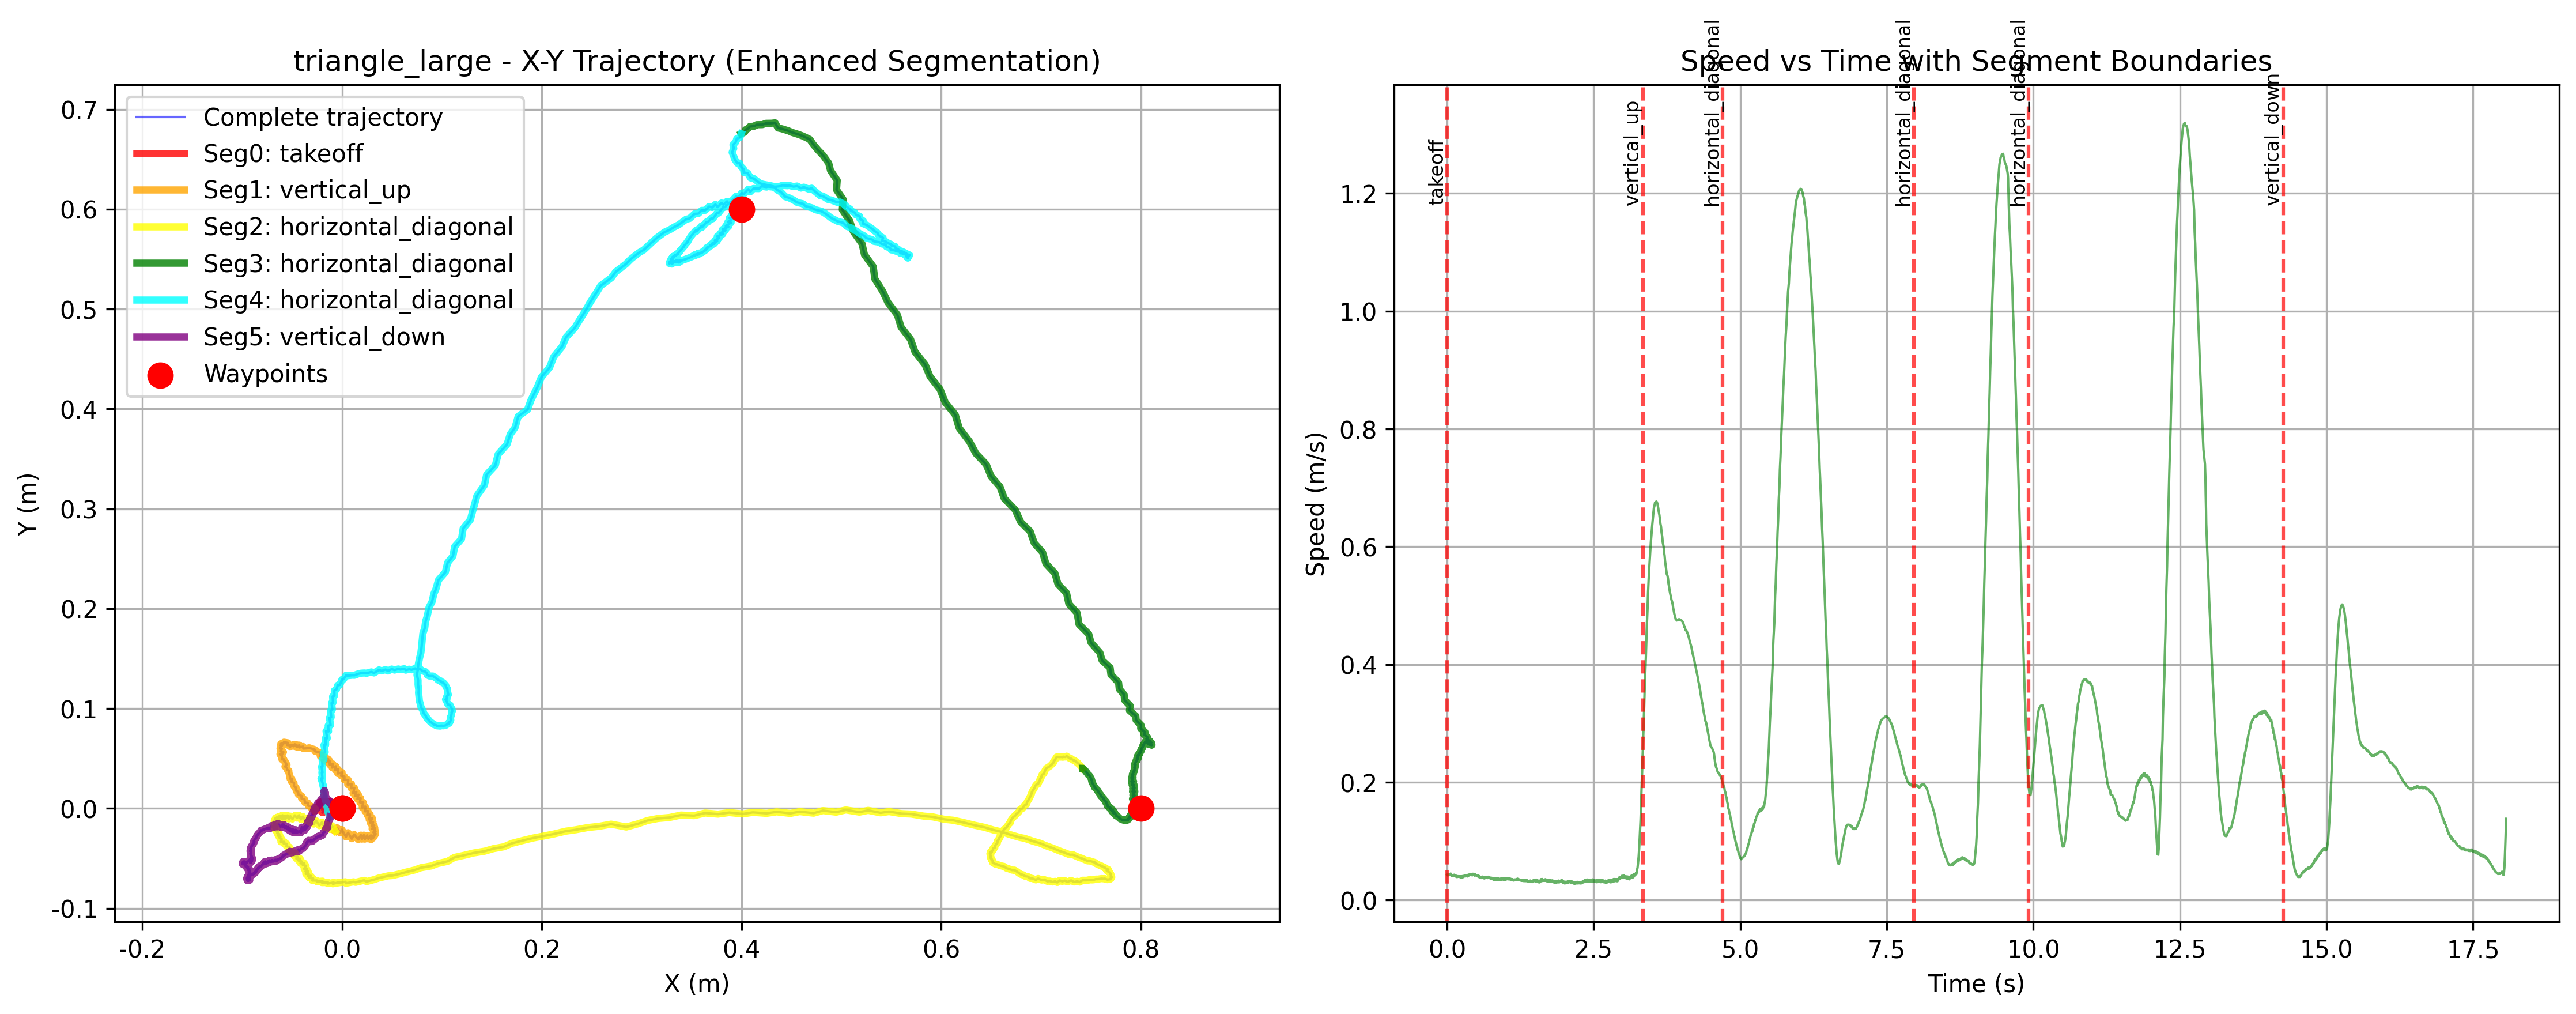 triangle_large - X-Y Trajectory (Enhanced Segmentation)
Complete trajectory
Seg0: takeoff
Seg1: vertical_up
Seg2: horizontal_diagonal
Seg3: horizontal_diagonal
Seg4: horizontal_diagonal
Seg5: vertical_down
Waypoints
Y (m)
0.7
0.6
0.5
0.4
0.3
0.2
0.1
0.0
-0.1
-0.2
0.0
0.2
0.4
0.6
0.8
X (m)
Speed vs Time with Segment Boundaries
takeoff
vertical_up
horizontal_diagonal
horizontal_diagonal
horizontal_diagonal
vertical_down
Speed (m/s)
1.2
1.0
0.8
0.6
0.4
0.2
0.0
0.0
2.5
5.0
7.5
10.0
12.5
15.0
17.5
Time (s)